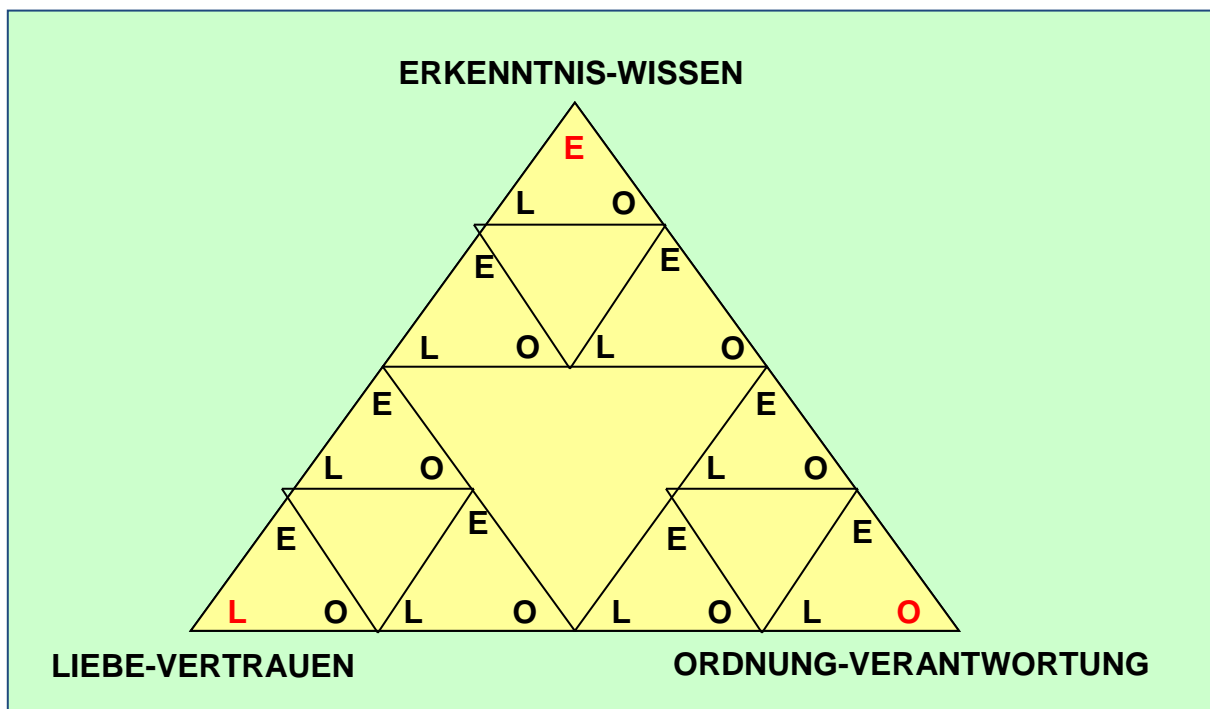 ERKENNTNIS-WISSEN
E
L O
E E
L O L O
E E
L O L O
E E E E
L O L O L O L O
LIEBE-VERTRAUEN ORDNUNG-VERANTWORTUNG